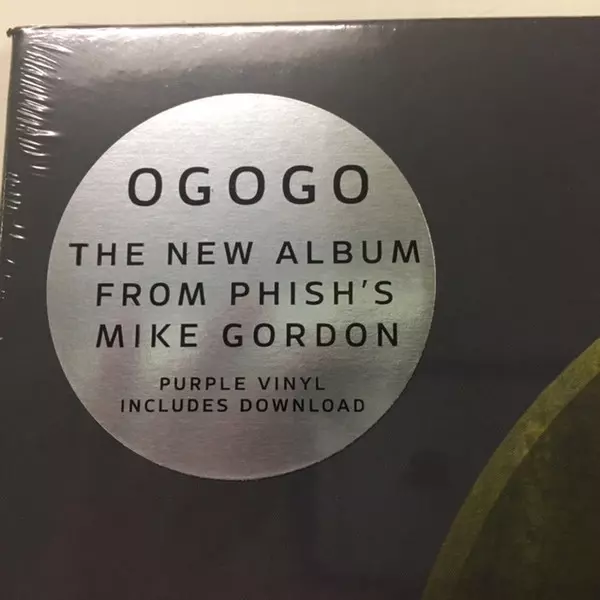 OGOGO
THE NEW ALBUM
FROM PHISH'S
MIKE GORDON
PURPLE VINYL
INCLUDES DOWNLOAD